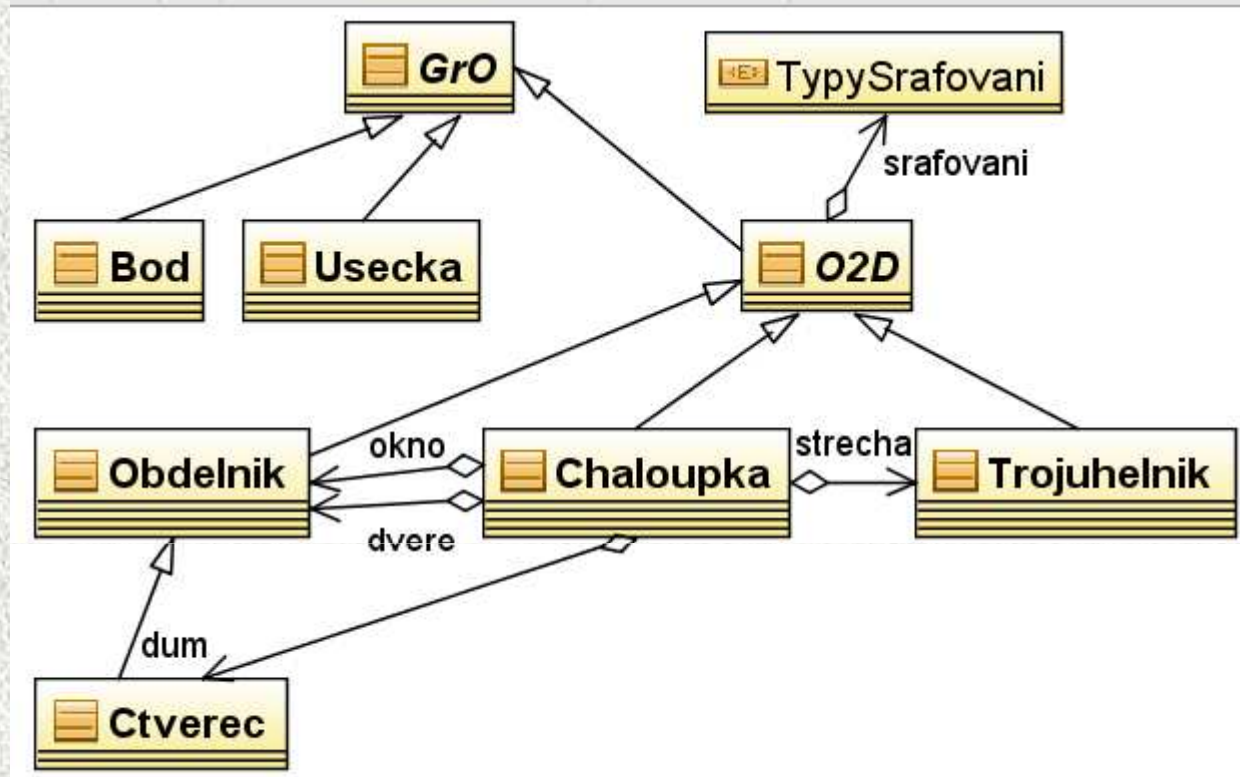 GrO
<E> TypySrafovani
srafovani
Bod
Usecka
O2D
okno
strecha
Obdelnik
Chaloupka
Trojuhelnik
dvere
dum
Ctverec